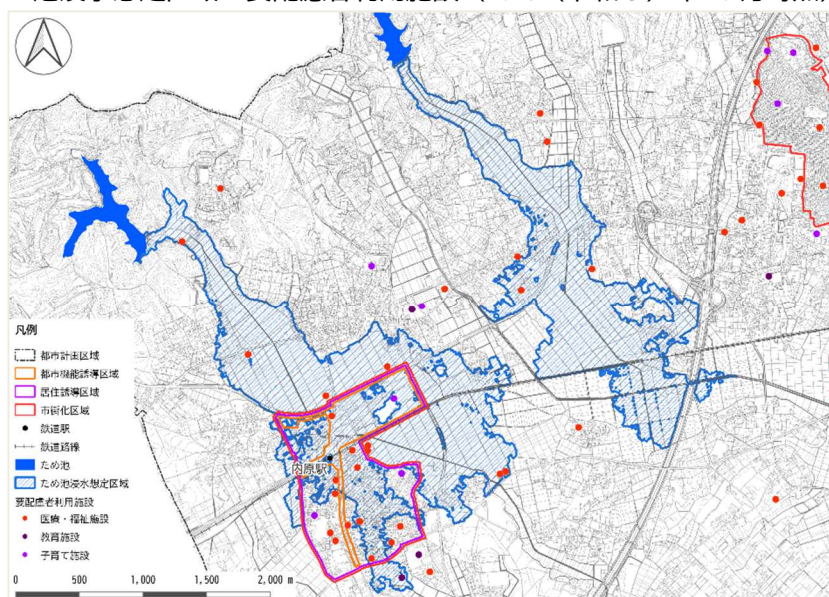 内原駅
凡例
都市計画区域
都市機能誘導区域
居住誘導区域
市街化区域
鉄道駅
鉄道路線
ため池
ため池浸水想定区域
要配慮者利用施設
医療・福祉施設
教育施設
子育て施設
0 500 1,000 1,500 2,000 m